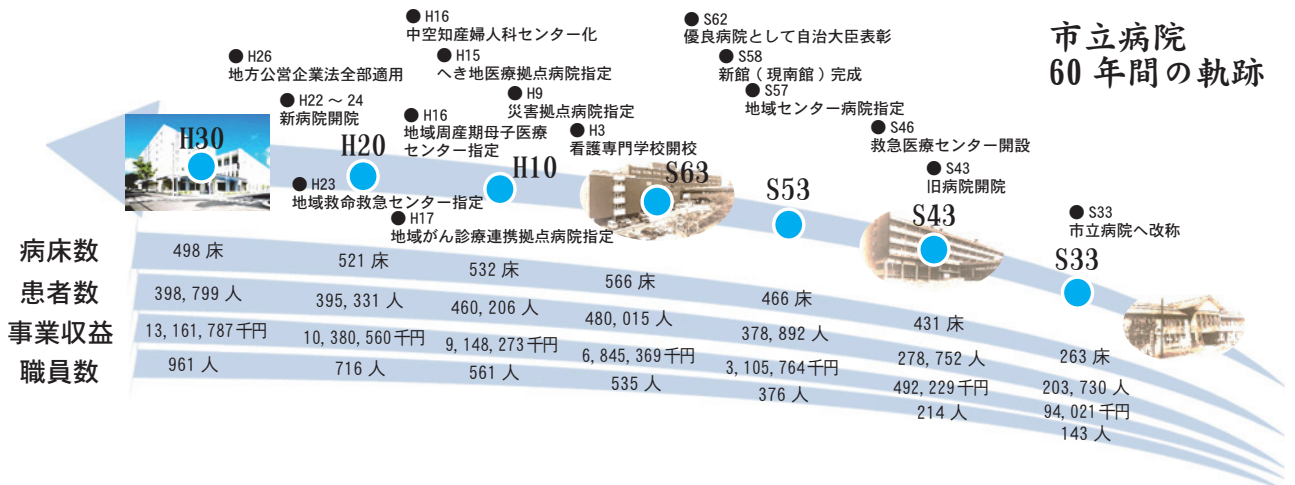 市立病院
60 年間の軌跡
● H16
中空知産婦人科センター化
● S62
優良病院として自治大臣表彰
● H26
地方公営企業法全部適用
● H15
へき地医療拠点病院指定
● S58
新館 ( 現南館 ) 完成
● H22 ～ 24
新病院開院
● H9
災害拠点病院指定
● S57
地域センター病院指定
● H16
地域周産期母子医療
センター指定
● H3
看護専門学校開校
● S46
救急医療センター開設
● S43
旧病院開院
● H23
地域救命救急センター指定
● H17
地域がん診療連携拠点病院指定
● S33
市立病院へ改称
H30
H20
H10
S63
S53
S43
S33
病床数
498 床
521 床
532 床
566 床
466 床
431 床
263 床
患者数
398, 799 人
395, 331 人
460, 206 人
480, 015 人
378, 892 人
278, 752 人
203, 730 人
事業収益
13, 161, 787 千円
10, 380, 560 千円
9, 148, 273 千円
6, 845, 369 千円
3, 105, 764 千円
492, 229 千円
94, 021 千円
職員数
961 人
716 人
561 人
535 人
376 人
214 人
143 人